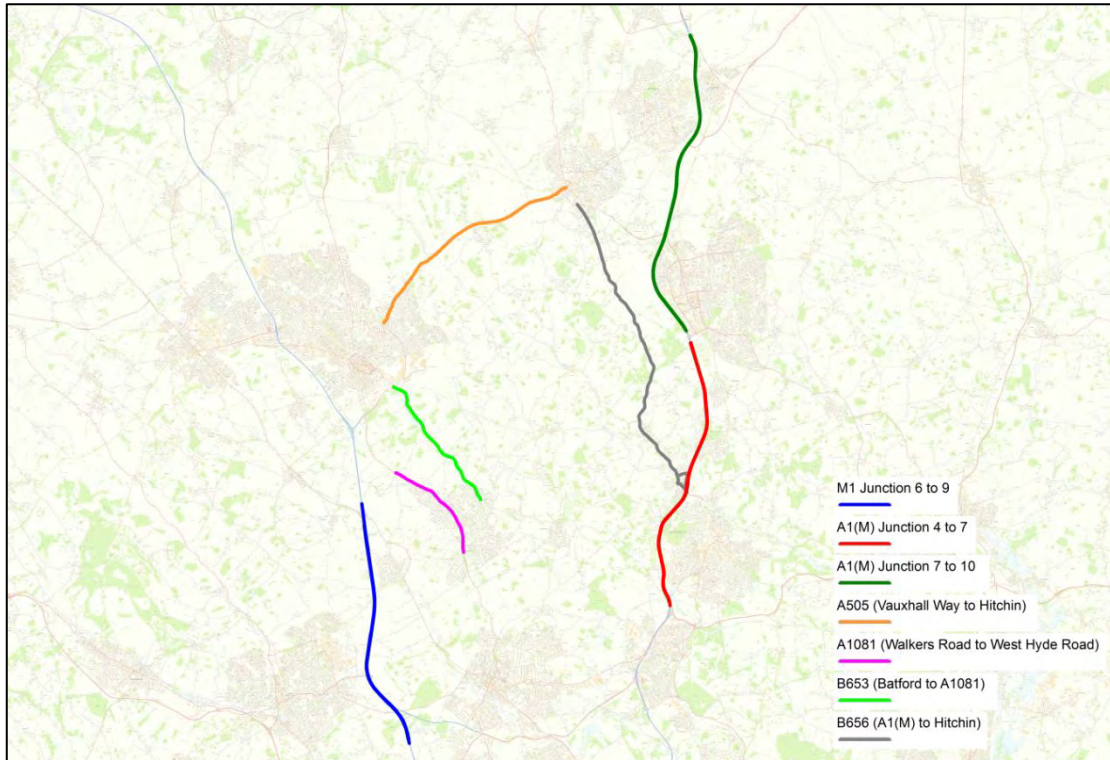 M1 Junction 6 to 9
A1(M) Junction 4 to 7
A1(M) Junction 7 to 10
A505 (Vauxhall Way to Hitchin)
A1081 (Walkers Road to West Hyde Road)
B653 (Batford to A1081)
B656 (A1(M) to Hitchin)